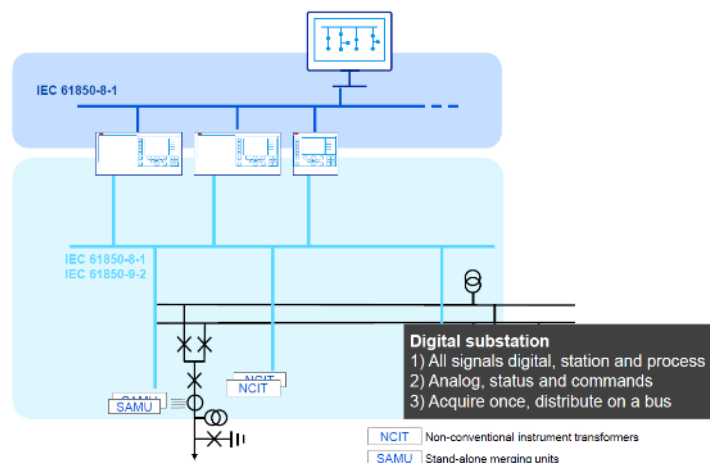 IEC 61850-8-1
IEC 61850-8-1
IEC 61850-9-2
Digital substation
1) All signals digital, station and process
2) Analog, status and commands
3) Acquire once, distribute on a bus
NCIT
NCIT
SAMU
SAMU
NCIT Non-conventional instrument transformers
SAMU Stand-alone merging units